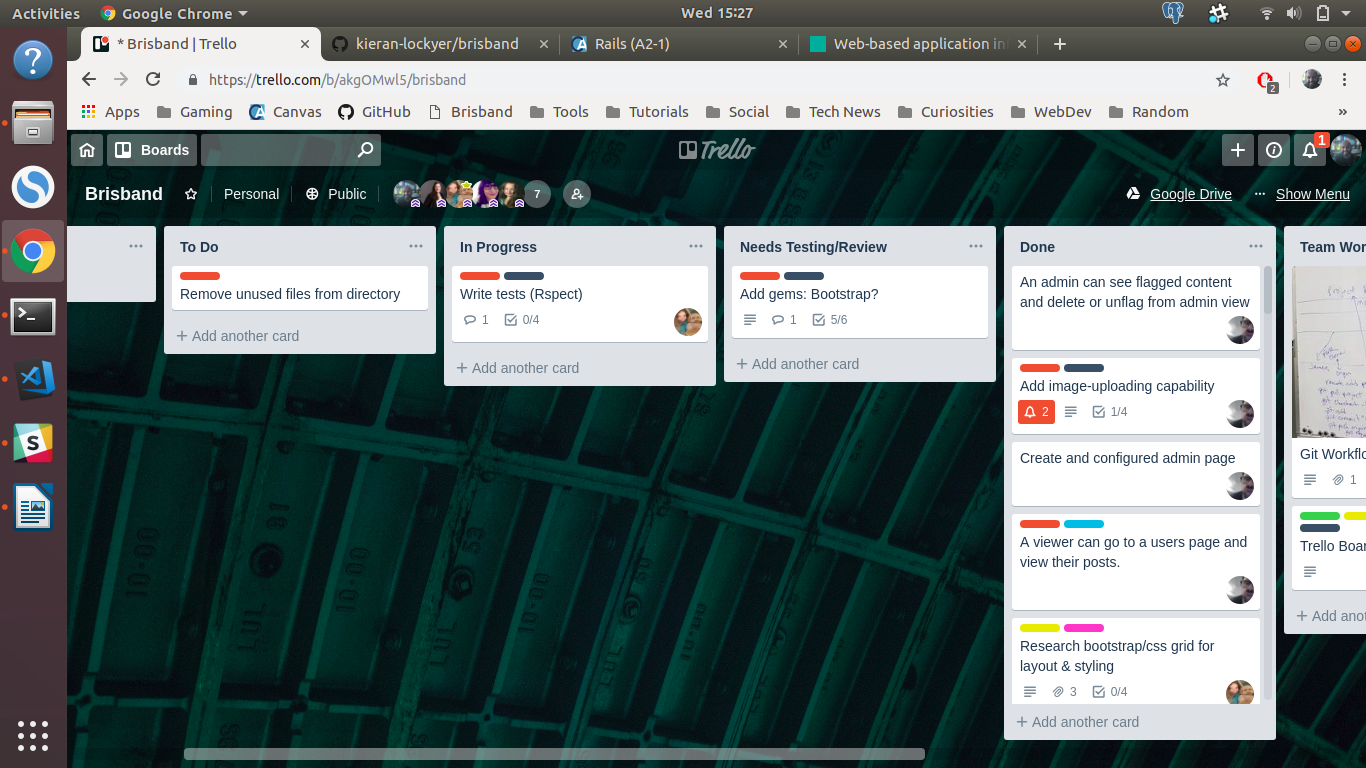 Activities
Google Chrome
Wed 15:27
* Brisband | Trello
kieran-lockyer/brisband
Rails (A2-1)
Web-based application in
https://trello.com/b/akgOMwl5/brisband
2
Apps
Gaming
Canvas
GitHub
Brisband
Tools
Tutorials
Social
Tech News
Curiosities
WebDev
Random
»
Boards
Trello
1
Brisband
Personal
Public
7
Google Drive
Show Menu
To Do
Remove unused files from directory
+ Add another card
In Progress
Write tests (Rspect)
1
0/4
+ Add another card
Needs Testing/Review
Add gems: Bootstrap?
1
5/6
+ Add another card
Done
An admin can see flagged content
and delete or unflag from admin view
Add image-uploading capability
2
1/4
Create and configured admin page
A viewer can go to a users page and
view their posts.
Research bootstrap/css grid for
layout & styling
3
0/4
+ Add another card
Team Wor
Git Workflo
1
Trello Boar
+ Add anot